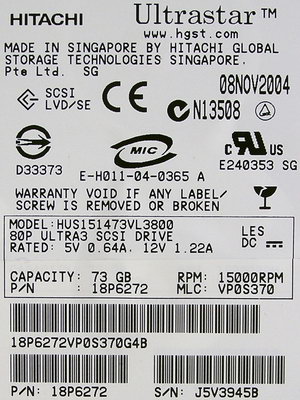 HITACHI Ultrastar™
www.hgst.com
MADE IN SINGAPORE BY HITACHI GLOBAL
STORAGE TECHNOLOGIES SINGAPORE.
Pte Ltd. SG
08NOV2004
SCSI
LVD/SE
CE
N13508
D33373
MIC
E-H011-04-0365 A
C RU US
E240353 SG
WARRANTY VOID IF ANY LABEL/
SCREW IS REMOVED OR BROKEN
MODEL:HUS151473VL3800
80P ULTRA3 SCSI DRIVE
RATED: 5V 0.64A, 12V 1.22A
LES
DC
CAPACITY: 73 GB RPM: 15000RPM
P/N : 18P6272 MLC: VP0S370
18P6272VP0S370G4B
P/N: 18P6272 S/N: J5V3945B